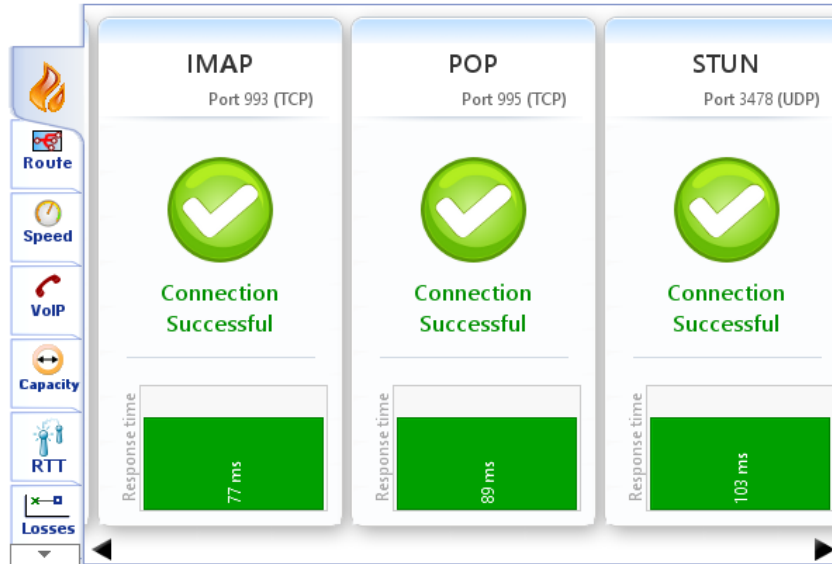 Route
Speed
VoIP
Capacity
RTT
Losses
IMAP
Port 993 (TCP)
Connection
Successful
Response time
77 ms
POP
Port 995 (TCP)
Connection
Successful
Response time
89 ms
STUN
Port 3478 (UDP)
Connection
Successful
Response time
103 ms